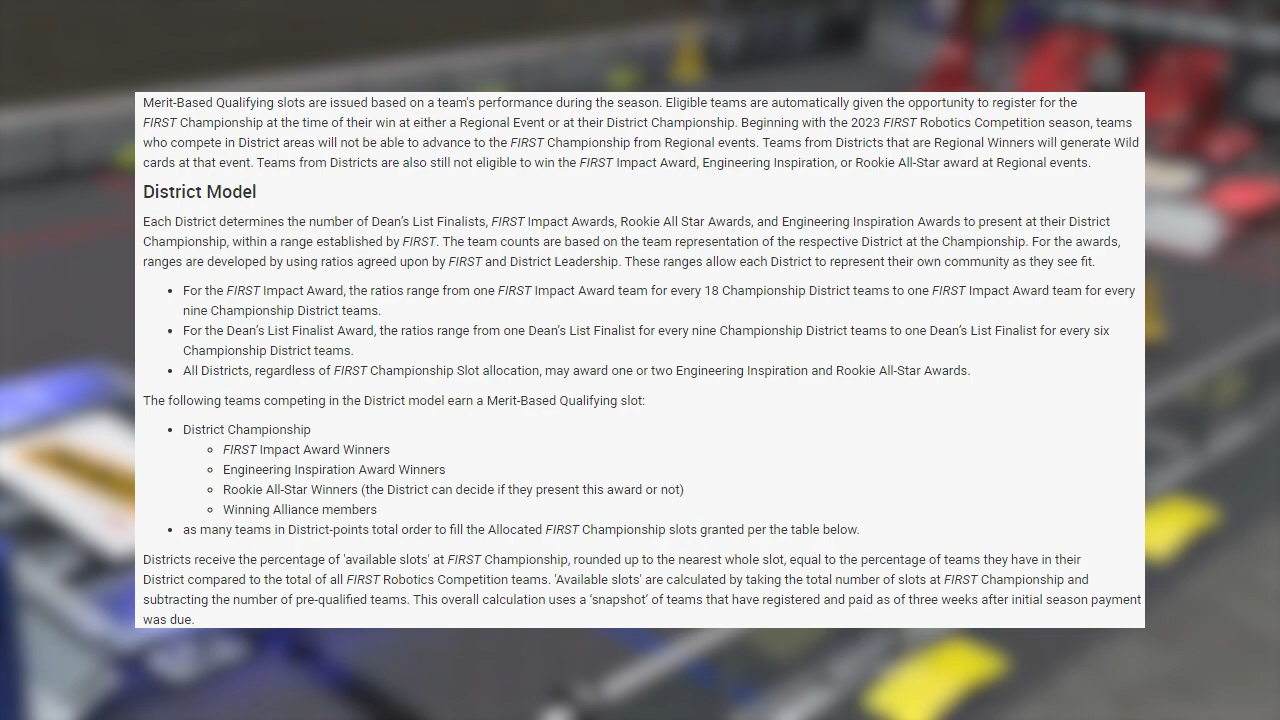 Merit-Based Qualifying slots are issued based on a team's performance during the season. Eligible teams are automatically given the opportunity to register for the
FIRST Championship at the time of their win at either a Regional Event or at their District Championship. Beginning with the 2023 FIRST Robotics Competition season, teams
who compete in District areas will not be able to advance to the FIRST Championship from Regional events. Teams from Districts that are Regional Winners will generate Wild
cards at that event. Teams from Districts are also still not eligible to win the FIRST Impact Award, Engineering Inspiration, or Rookie All-Star award at Regional events.
District Model
Each District determines the number of Dean’s List Finalists, FIRST Impact Awards, Rookie All Star Awards, and Engineering Inspiration Awards to present at their District
Championship, within a range established by FIRST. The team counts are based on the team representation of the respective District at the Championship. For the awards,
ranges are developed by using ratios agreed upon by FIRST and District Leadership. These ranges allow each District to represent their own community as they see fit.
• For the FIRST Impact Award, the ratios range from one FIRST Impact Award team for every 18 Championship District teams to one FIRST Impact Award team for every
nine Championship District teams.
• For the Dean’s List Finalist Award, the ratios range from one Dean’s List Finalist for every nine Championship District teams to one Dean’s List Finalist for every six
Championship District teams.
• All Districts, regardless of FIRST Championship Slot allocation, may award one or two Engineering Inspiration and Rookie All-Star Awards.
The following teams competing in the District model earn a Merit-Based Qualifying slot:
• District Championship
◦ FIRST Impact Award Winners
◦ Engineering Inspiration Award Winners
◦ Rookie All-Star Winners (the District can decide if they present this award or not)
◦ Winning Alliance members
• as many teams in District-points total order to fill the Allocated FIRST Championship slots granted per the table below.
Districts receive the percentage of 'available slots' at FIRST Championship, rounded up to the nearest whole slot, equal to the percentage of teams they have in their
District compared to the total of all FIRST Robotics Competition teams. 'Available slots' are calculated by taking the total number of slots at FIRST Championship and
subtracting the number of pre-qualified teams. This overall calculation uses a ‘snapshot’ of teams that have registered and paid as of three weeks after initial season payment
was due.